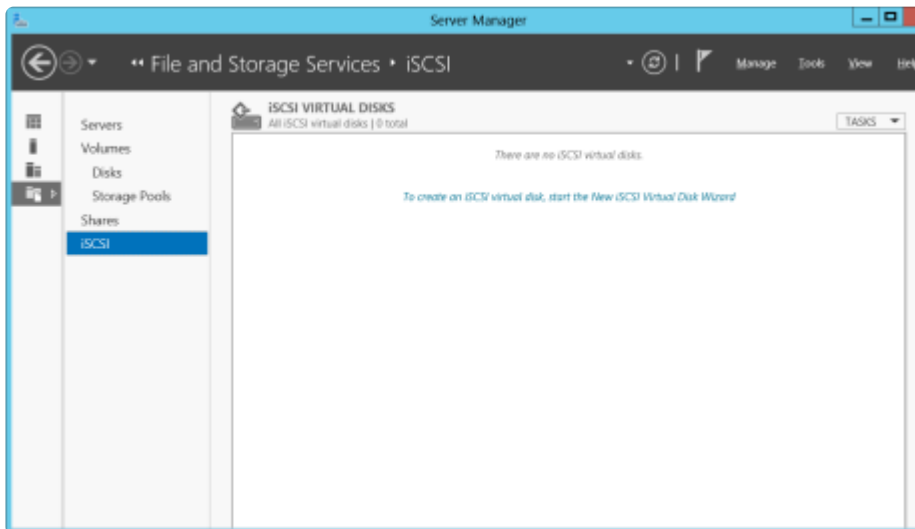 Server Manager
◂◂ File and Storage Services ▸ iSCSI
Manage Tools View Hel
Servers
Volumes
Disks
Storage Pools
Shares
iSCSI
iSCSI VIRTUAL DISKS
All iSCSI virtual disks | 0 total
TASKS
There are no iSCSI virtual disks.
To create an iSCSI virtual disk, start the New iSCSI Virtual Disk Wizard